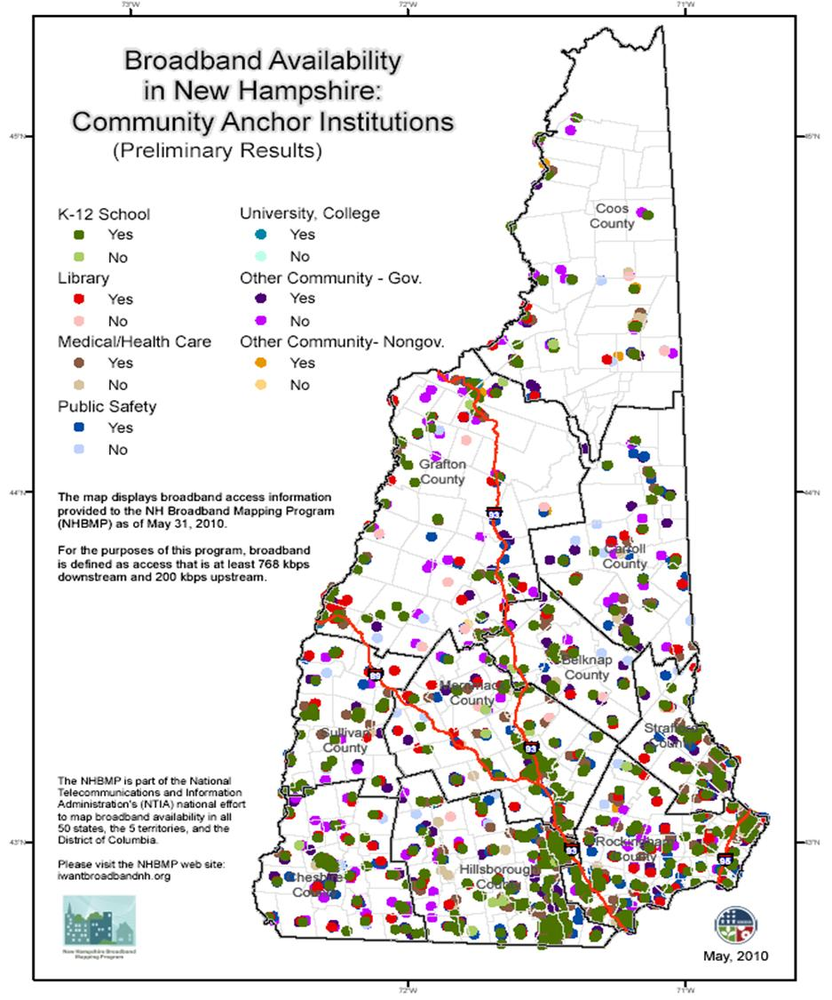 73°W
72°W
71°W
Broadband Availability
in New Hampshire:
Community Anchor Institutions
(Preliminary Results)
45°N
45°N
K-12 School
Yes
No
Library
Yes
No
Medical/Health Care
Yes
No
Public Safety
Yes
No
University, College
Yes
No
Other Community - Gov.
Yes
No
Other Community- Nongov.
Yes
No
Coos
County
Grafton
County
44°N
44°N
93
The map displays broadband access information
provided to the NH Broadband Mapping Program
(NHBMP) as of May 31, 2010.
For the purposes of this program, broadband
is defined as access that is at least 768 kbps
downstream and 200 kbps upstream.
Carroll
County
Belknap
County
89
Merrimack
County
Sullivan
County
Strafford
County
93
The NHBMP is part of the National
Telecommunications and Information
Administration's (NTIA) national effort
to map broadband availability in all
50 states, the 5 territories, and the
District of Columbia.
43°N
43°N
Rockingham
County
93
95
Please visit the NHBMP web site:
iwantbroadbandnh.org
Cheshire
County
Hillsborough
County
New Hampshire Broadband
Mapping Program
May, 2010
72°W
71°W